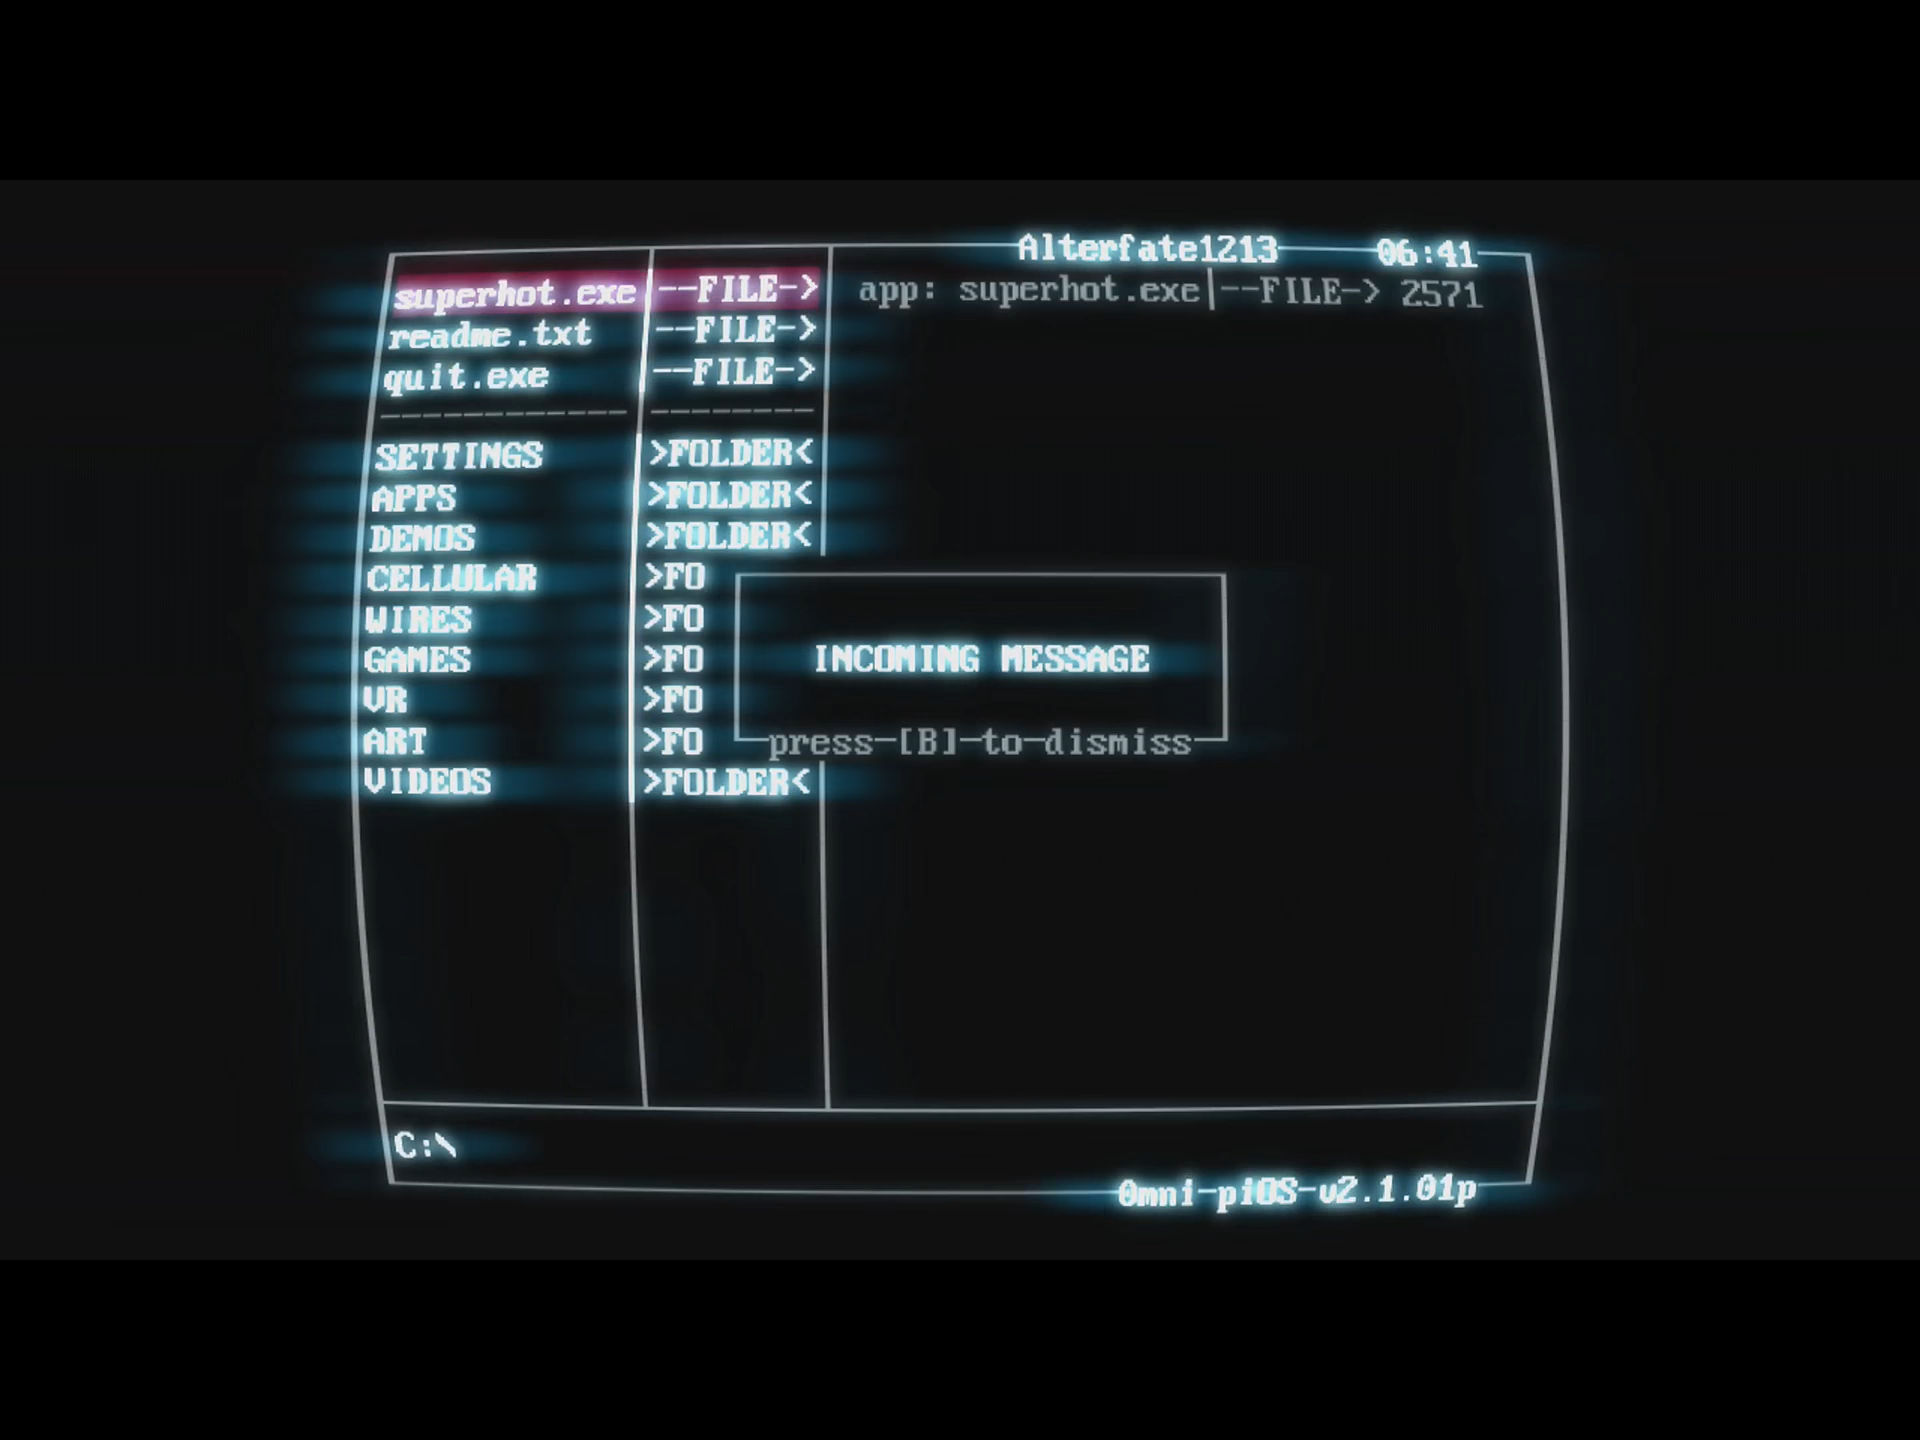 Alterfate1213 06:41
superhot.exe --FILE-> app: superhot.exe|--FILE-> 2571
readme.txt --FILE->
quit.exe --FILE->
SETTINGS >FOLDER<
APPS >FOLDER<
DEMOS >FOLDER<
CELLULAR >FO
WIRES >FO
GAMES >FO
INCOMING MESSAGE
VR >FO
ART >FO
press-[B]-to-dismiss
VIDEOS >FOLDER<
C:\
Omni-piOS-v2.1.01p